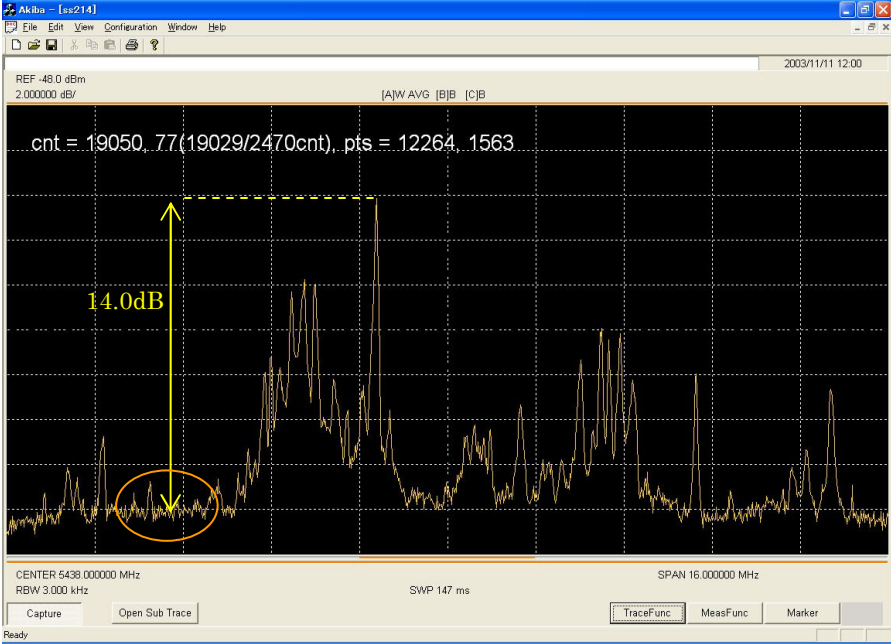 Akiba - [ss214]
File Edit View Configuration Window Help
2003/11/11 12:00
REF -48.0 dBm
2.000000 dB/ [A]W AVG [B]B [C]B
cnt = 19050, 77(19029/2470cnt), pts = 12264, 1563
14.0dB
CENTER 5438.000000 MHz SPAN 16.000000 MHz
RBW 3.000 kHz SWP 147 ms
Capture Open Sub Trace TraceFunc MeasFunc Marker
Ready